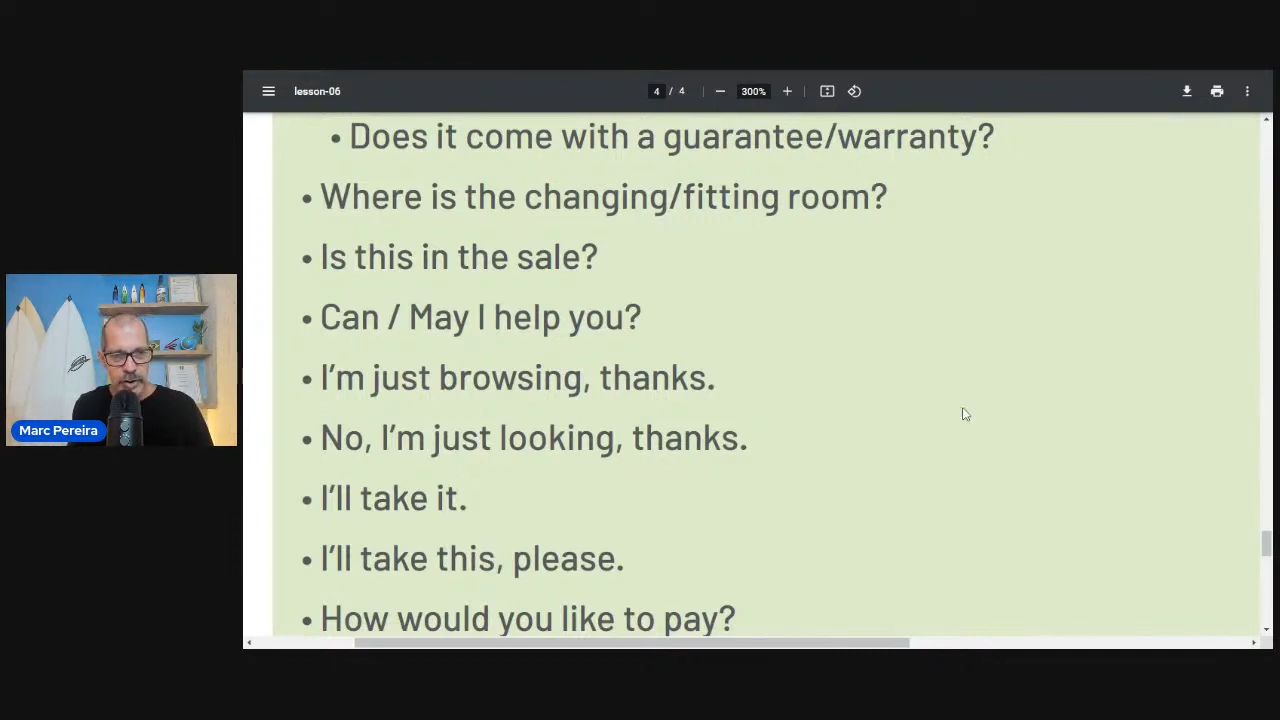 lesson-06
4 / 4
300%
• Does it come with a guarantee/warranty?
• Where is the changing/fitting room?
• Is this in the sale?
• Can / May I help you?
• I'm just browsing, thanks.
• No, I'm just looking, thanks.
• I'll take it.
• I'll take this, please.
• How would you like to pay?
Marc Pereira